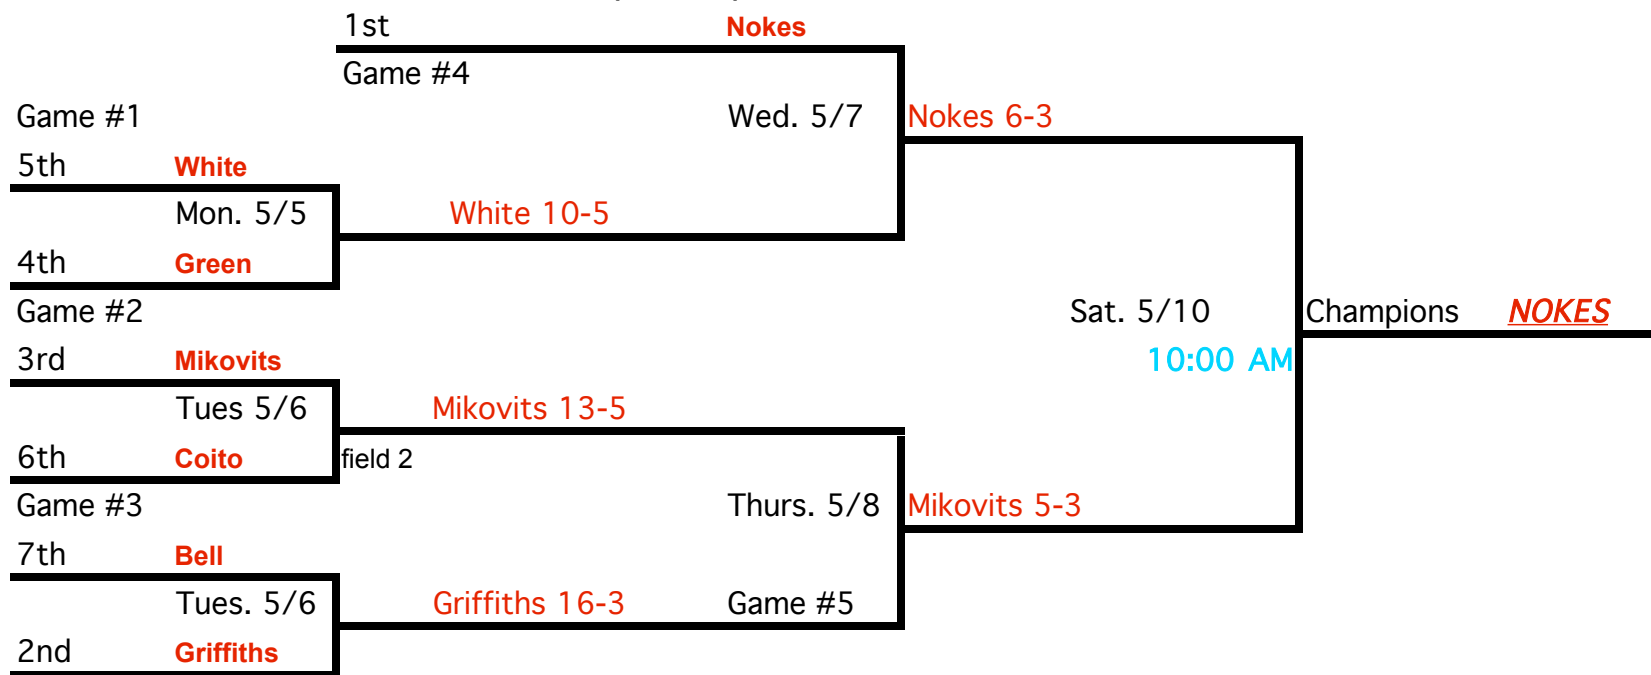 1st Nokes
Game #4
Game #1 Wed. 5/7 Nokes 6-3
5th White
Mon. 5/5 White 10-5
4th Green
Game #2 Sat. 5/10 Champions NOKES
3rd Mikovits 10:00 AM
Tues 5/6 Mikovits 13-5
6th Coito field 2
Game #3 Thurs. 5/8 Mikovits 5-3
7th Bell
Tues. 5/6 Griffiths 16-3 Game #5
2nd Griffiths